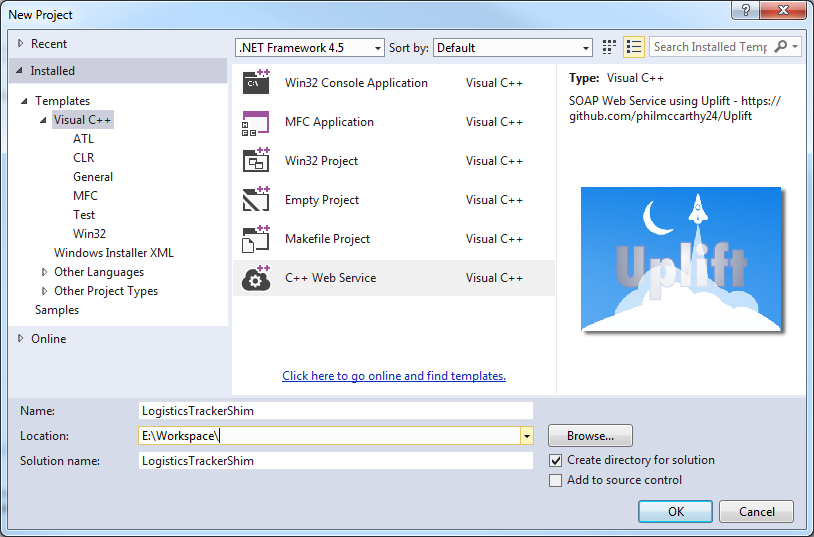 New Project
?
Recent
Installed
Templates
Visual C++
ATL
CLR
General
MFC
Test
Win32
Windows Installer XML
Other Languages
Other Project Types
Samples
Online
.NET Framework 4.5
Sort by:
Default
Search Installed Temp
Win32 Console Application Visual C++
MFC Application Visual C++
Win32 Project Visual C++
Empty Project Visual C++
Makefile Project Visual C++
C++ Web Service Visual C++
Click here to go online and find templates.
Type: Visual C++
SOAP Web Service using Uplift - https://
github.com/philmccarthy24/Uplift
Uplift
Name: LogisticsTrackerShim
Location: E:\Workspace\
Browse...
Solution name: LogisticsTrackerShim
Create directory for solution
Add to source control
OK
Cancel